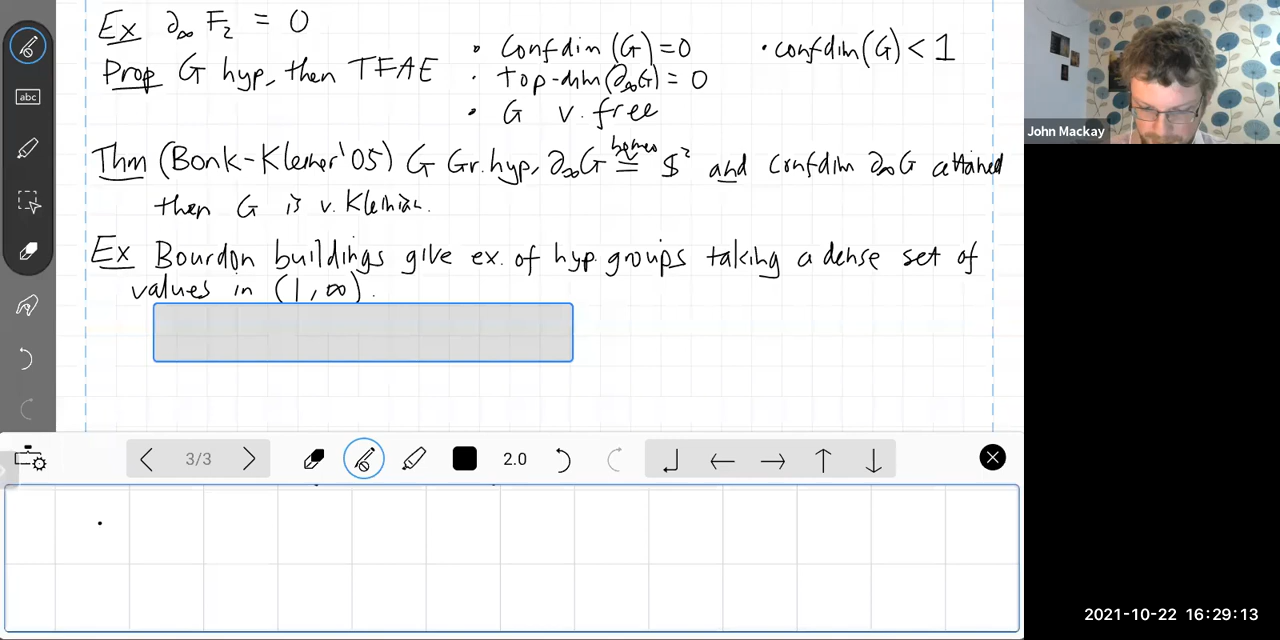 Ex ∂∞ F₂ = 0
Prop G hyp, then TFAE
· Confdim (G) = 0
· top-dim (∂∞G) = 0
· G v. free
· confdim (G) < 1
Thm (Bonk-Kleiner '05) G Gr. hyp, ∂∞G ≅ homeo S² and confdim ∂∞G attained
then G is v. Kleinian.
Ex Bourdon buildings give ex. of hyp groups taking a dense set of
values in (1, ∞).
abc
John Mackay
3/3
2.0
2021-10-22 16:29:13